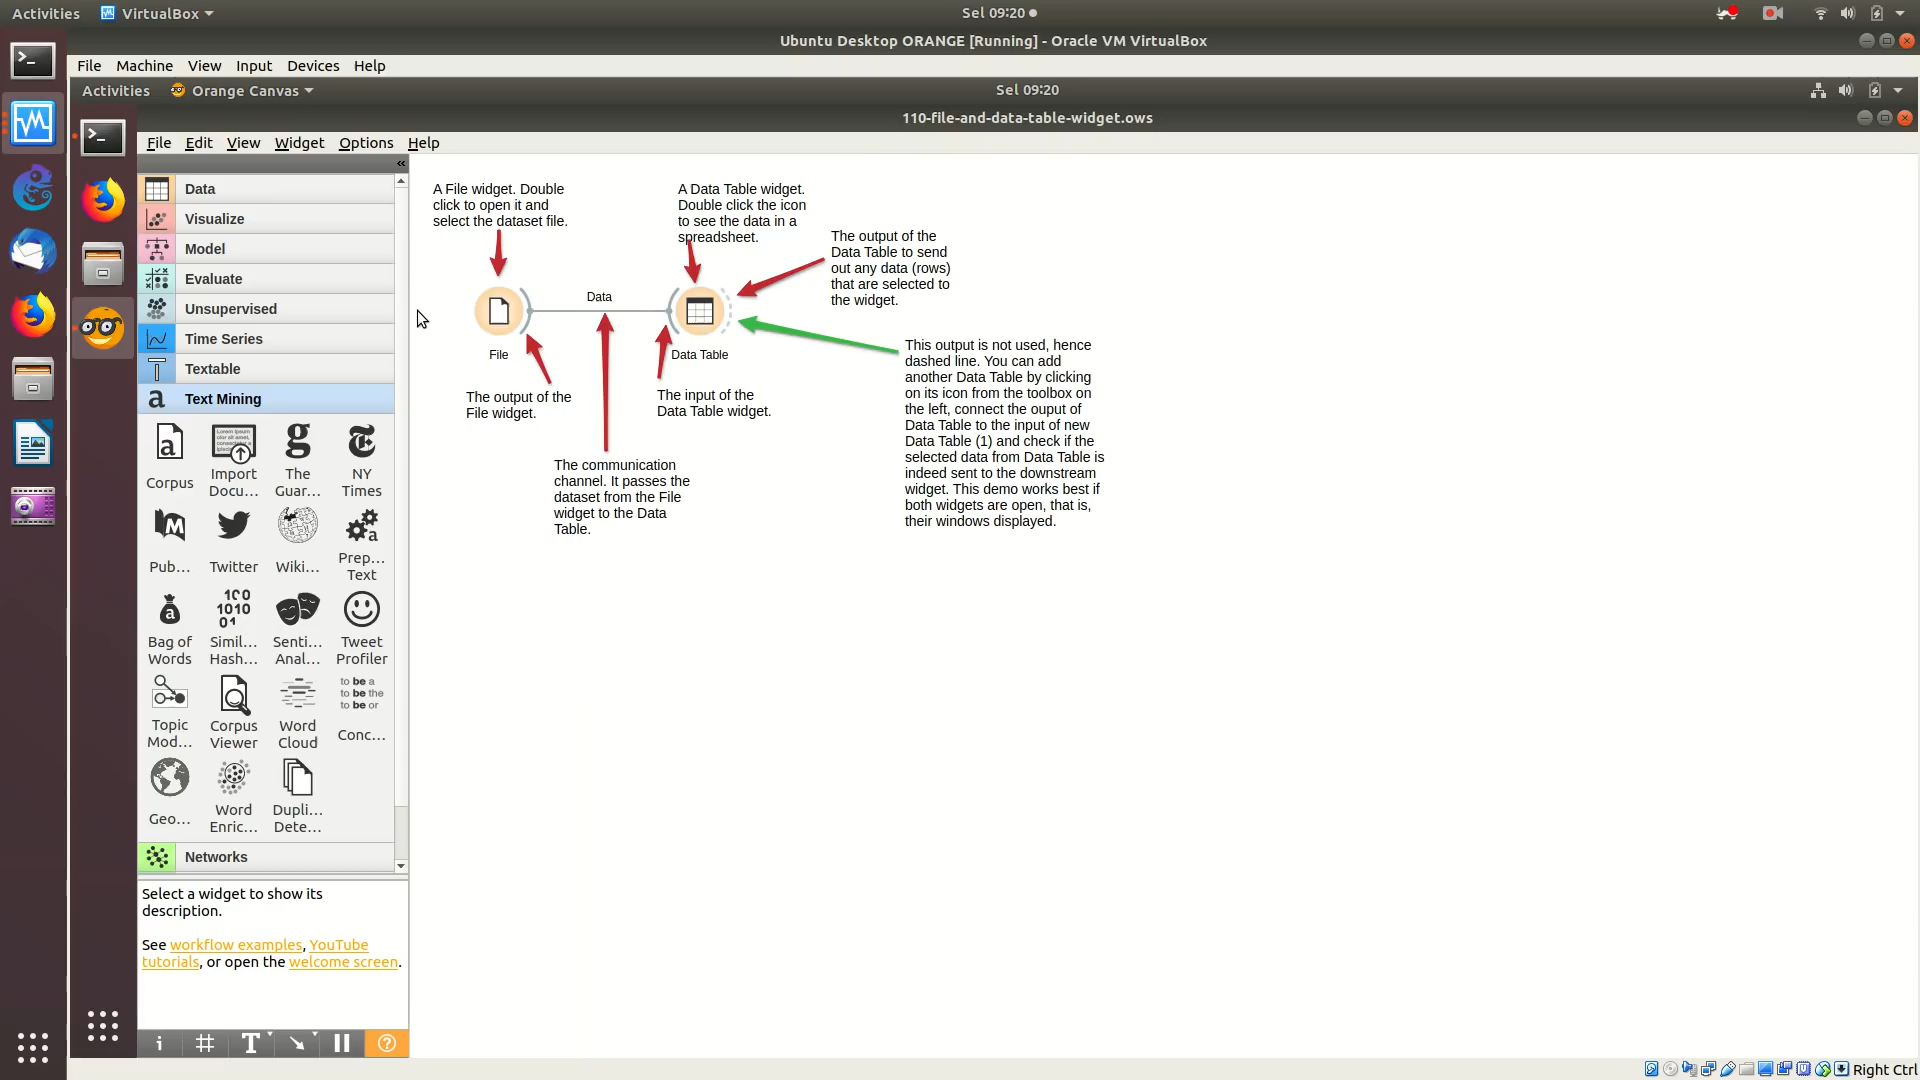 Activities
VirtualBox
Sel 09:20
Ubuntu Desktop ORANGE [Running] - Oracle VM VirtualBox
File Machine View Input Devices Help
Activities
Orange Canvas
Sel 09:20
110-file-and-data-table-widget.ows
File Edit View Widget Options Help
«
Data
Visualize
Model
Evaluate
Unsupervised
Time Series
Textable
Text Mining
Corpus
Import
Docu...
The
Guar...
NY
Times
Pub...
Twitter
Wiki...
Prep...
Text
Bag of
Words
Simil...
Hash...
Senti...
Anal...
Tweet
Profiler
to be a
to be the
to be or
Topic
Mod...
Corpus
Viewer
Word
Cloud
Conc...
Geo...
Word
Enric...
Dupli...
Dete...
Networks
Select a widget to show its
description.
See workflow examples, YouTube
tutorials, or open the welcome screen.
A File widget. Double
click to open it and
select the dataset file.
A Data Table widget.
Double click the icon
to see the data in a
spreadsheet.
The output of the
Data Table to send
out any data (rows)
that are selected to
the widget.
Data
File
Data Table
The output of the
File widget.
The input of the
Data Table widget.
The communication
channel. It passes the
dataset from the File
widget to the Data
Table.
This output is not used, hence
dashed line. You can add
another Data Table by clicking
on its icon from the toolbox on
the left, connect the ouput of
Data Table to the input of new
Data Table (1) and check if the
selected data from Data Table is
indeed sent to the downstream
widget. This demo works best if
both widgets are open, that is,
their windows displayed.
Right Ctrl